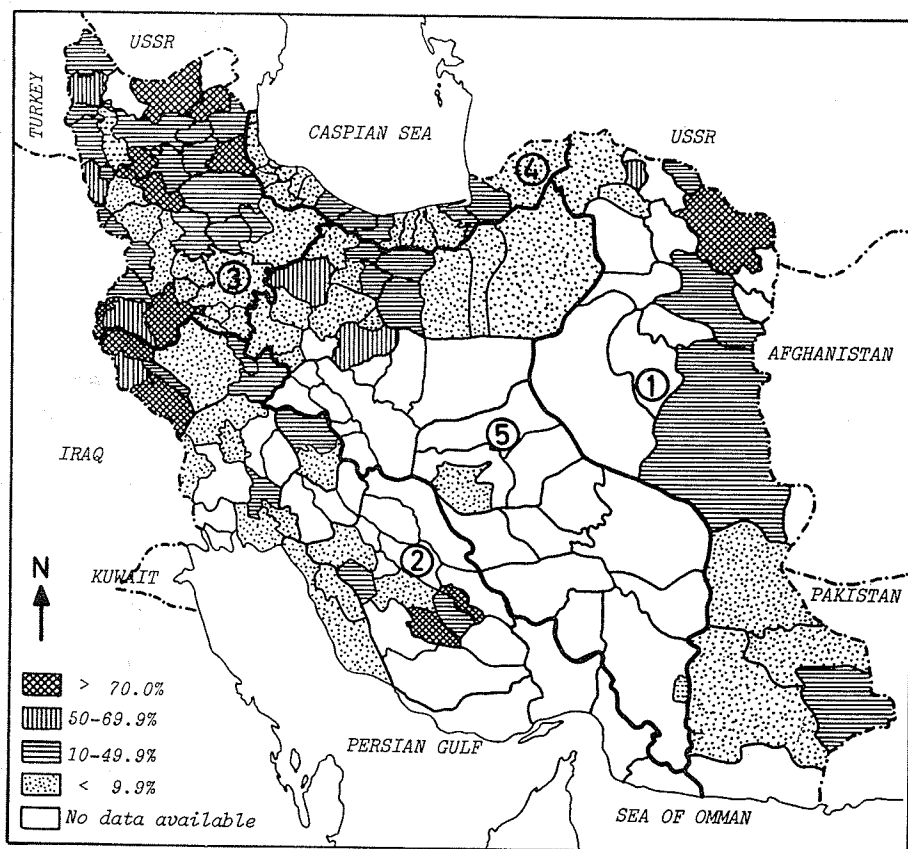 USSR
TURKEY
CASPIAN SEA
USSR
4
3
AFGHANISTAN
1
5
IRAQ
2
N
KUWAIT
PAKISTAN
> 70.0%
50-69.9%
10-49.9%
< 9.9%
No data available
PERSIAN GULF
SEA OF OMMAN